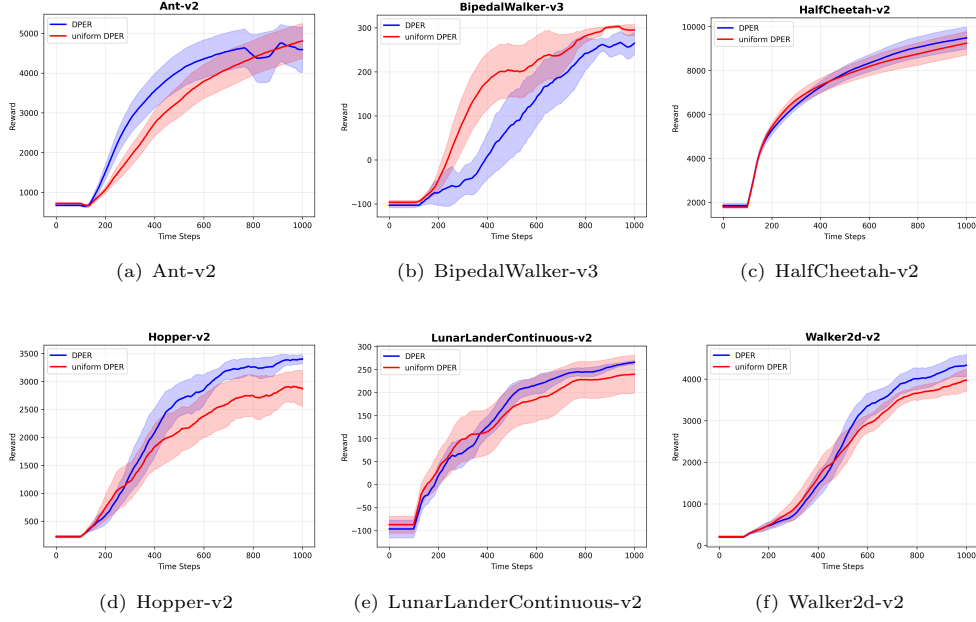 Ant-v2
DPER
uniform DPER
5000
4000
3000
2000
1000
Reward
0 200 400 600 800 1000
Time Steps
(a) Ant-v2
BipedalWalker-v3
DPER
uniform DPER
300
200
100
0
−100
Reward
0 200 400 600 800 1000
Time Steps
(b) BipedalWalker-v3
HalfCheetah-v2
DPER
uniform DPER
10000
8000
6000
4000
2000
Reward
0 200 400 600 800 1000
Time Steps
(c) HalfCheetah-v2
Hopper-v2
DPER
uniform DPER
3500
3000
2500
2000
1500
1000
500
Reward
0 200 400 600 800 1000
Time Steps
(d) Hopper-v2
LunarLanderContinuous-v2
DPER
uniform DPER
300
250
200
150
100
50
0
−50
−100
Reward
0 200 400 600 800 1000
Time Steps
(e) LunarLanderContinuous-v2
Walker2d-v2
DPER
uniform DPER
4000
3000
2000
1000
0
Reward
0 200 400 600 800 1000
Time Steps
(f) Walker2d-v2